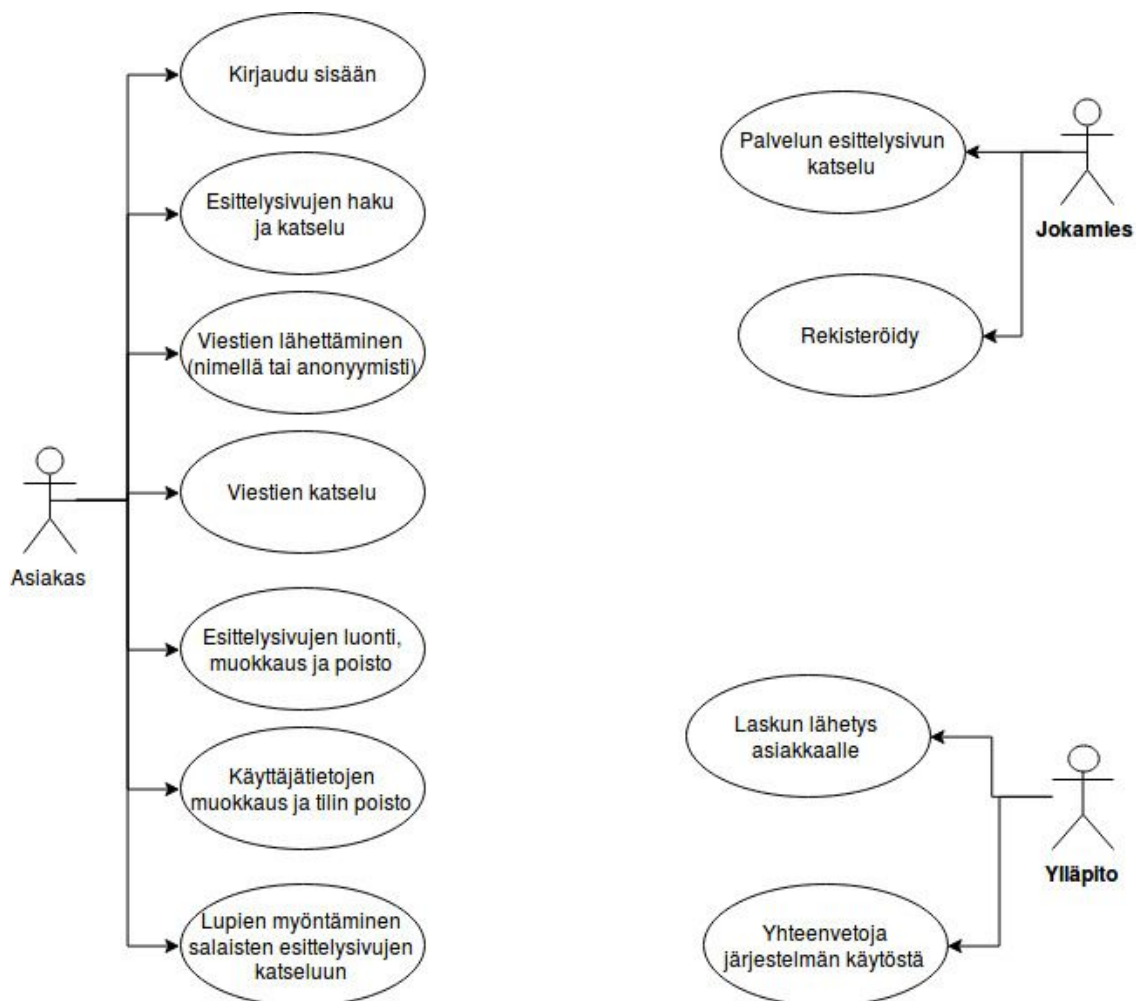 Kirjaudu sisään
Esittelysivujen haku
ja katselu
Viestien lähettäminen
(nimellä tai anonyymisti)
Viestien katselu
Asiakas
Esittelysivujen luonti,
muokkaus ja poisto
Käyttäjätietojen
muokkaus ja tilin poisto
Lupien myöntäminen
salaisten esittelysivujen
katseluun
Palvelun esittelysivun
katselu
Jokamies
Rekisteröidy
Laskun lähetys
asiakkaalle
Ylläpito
Yhteenvetoja
järjestelmän käytöstä